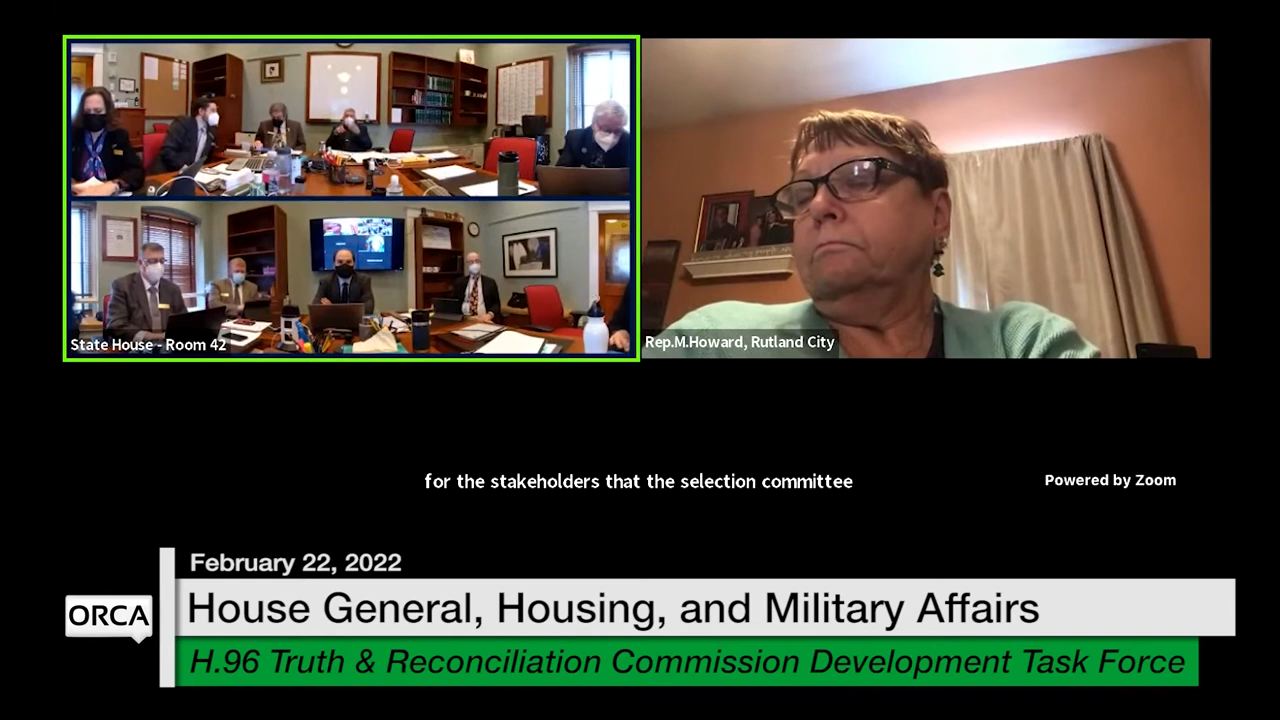 State House - Room 42
Rep.M.Howard, Rutland City
for the stakeholders that the selection committee
Powered by Zoom
February 22, 2022
ORCA
House General, Housing, and Military Affairs
H.96 Truth & Reconciliation Commission Development Task Force